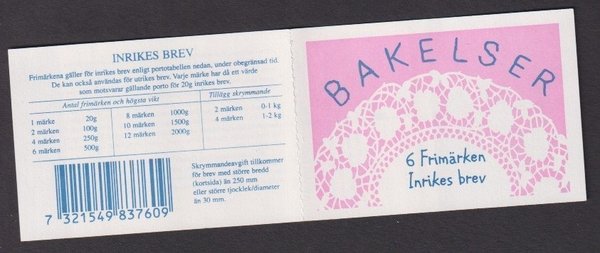 INRIKES BREV
Frimärkena gäller för inrikes brev enligt portotabellen nedan, under obegränsad tid.
De kan också användas för utrikes brev. Varje märke har då ett värde
som motsvarar gällande porto för 20g inrikes brev.
Antal frimärken och högsta vikt Tillägg skrymmande
1 märke 20g 8 märken 1000g 2 märken 0-1 kg
2 märken 100g 10 märken 1500g 4 märken 1-2 kg
4 märken 250g 12 märken 2000g
6 märken 500g
Skrymmandeavgift tillkommer
för brev med större bredd
(kortsida) än 250 mm
eller större tjocklek/diameter
än 30 mm.
7 321549 837609
BAKELSER
6 Frimärken
Inrikes brev